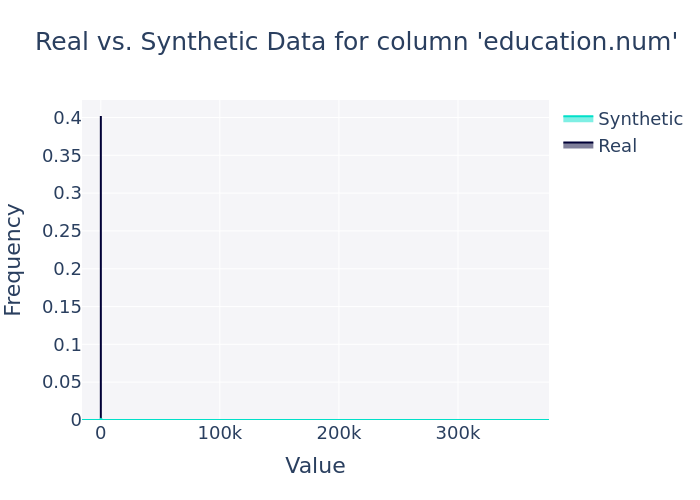 Real vs. Synthetic Data for column 'education.num'
Synthetic
Real
Frequency
0.4
0.35
0.3
0.25
0.2
0.15
0.1
0.05
0
0
100k
200k
300k
Value